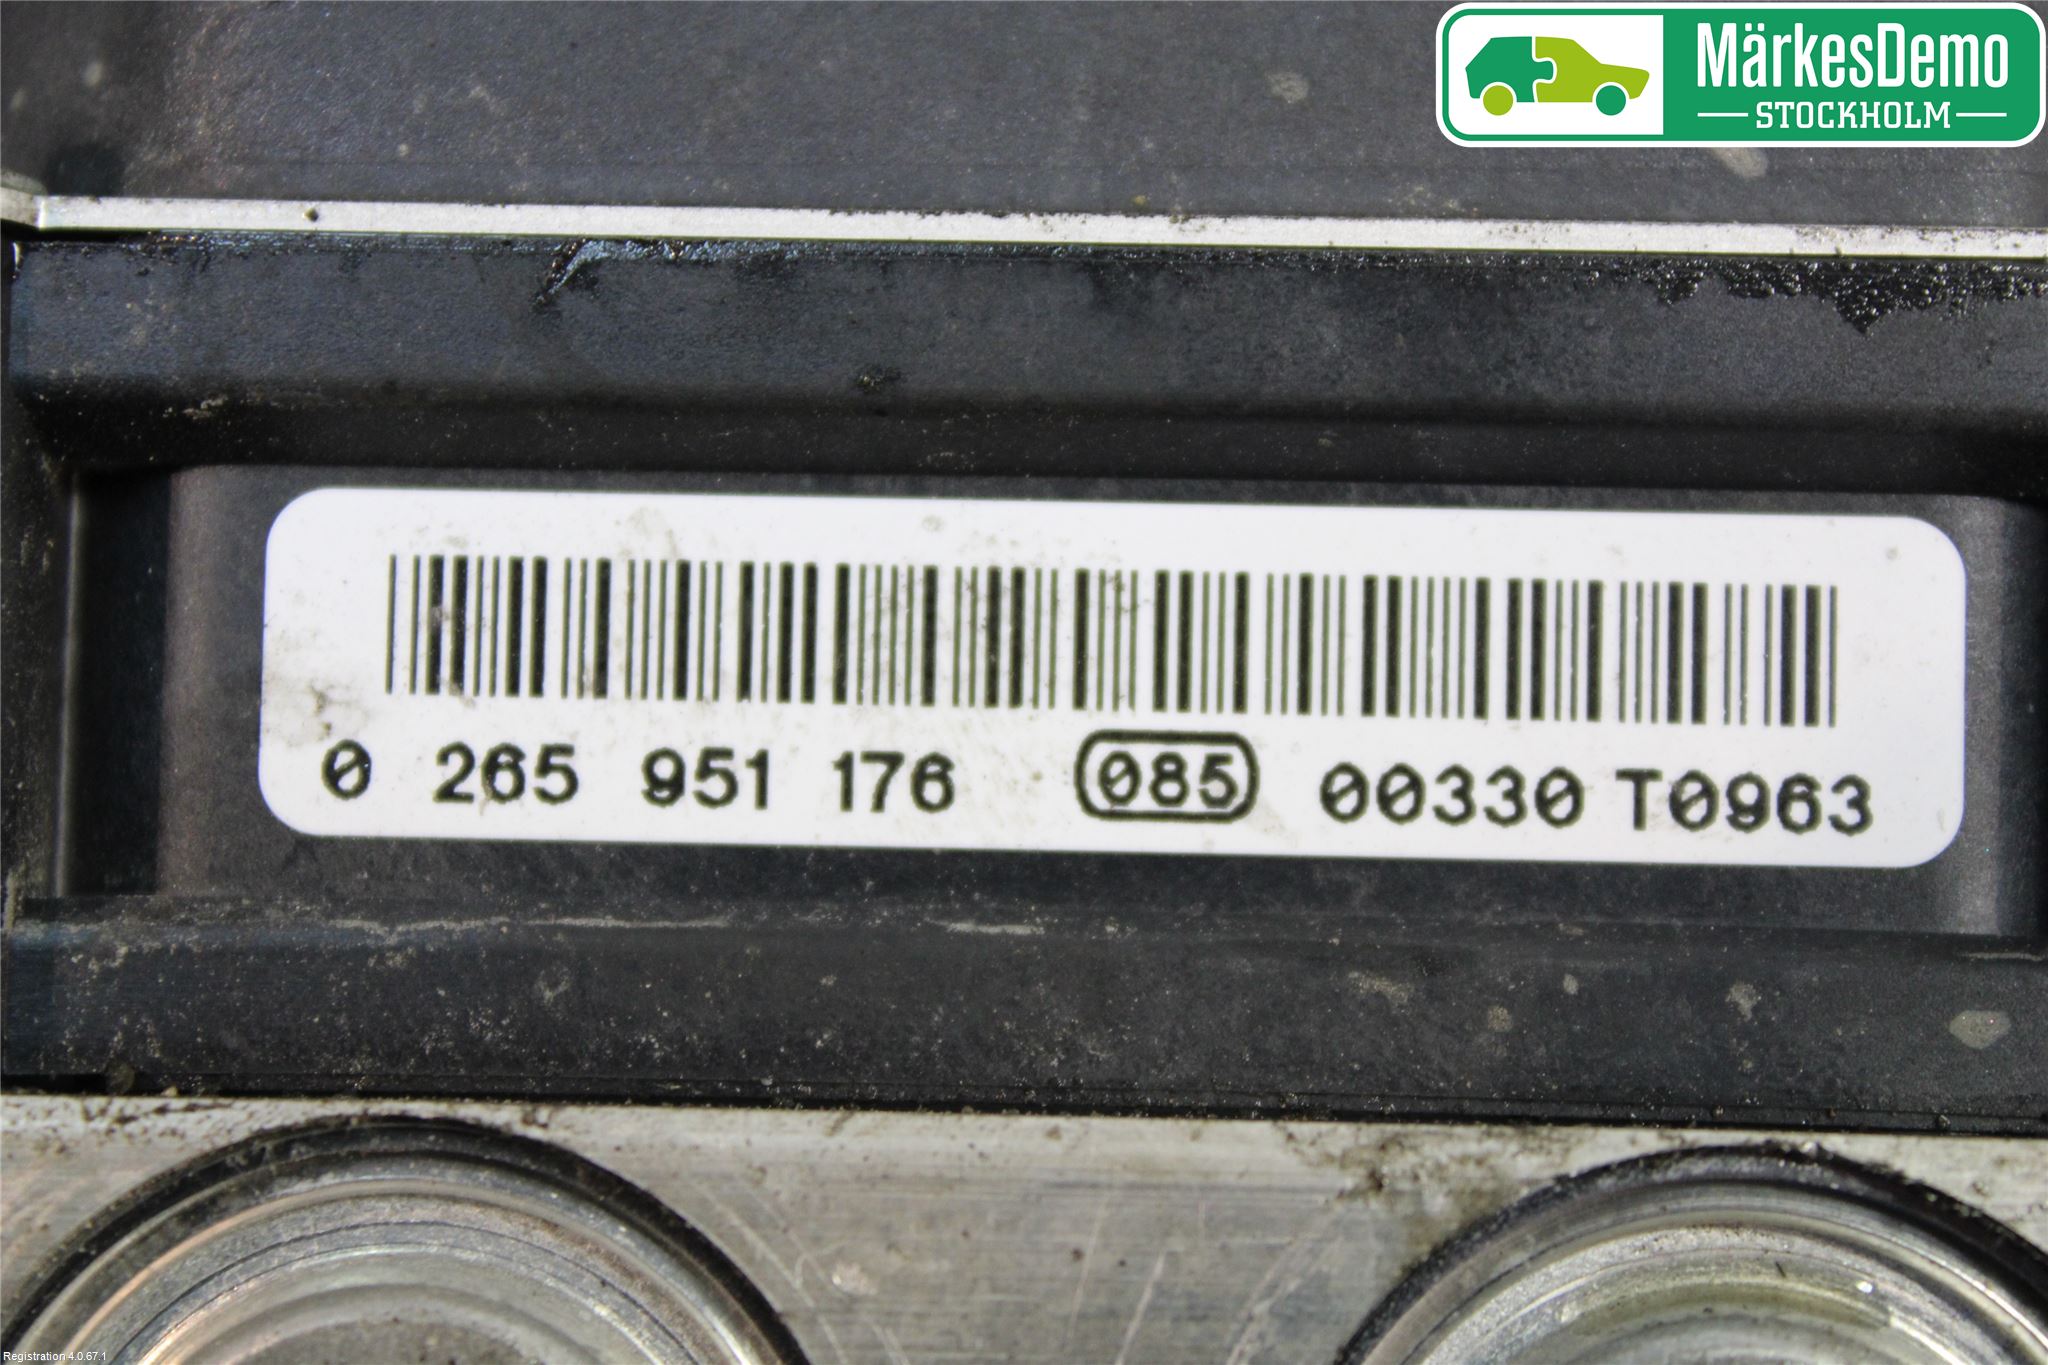 MärkesDemo
STOCKHOLM
0 265 951 176 085 00330 T0963
Registration 4.0.67.1